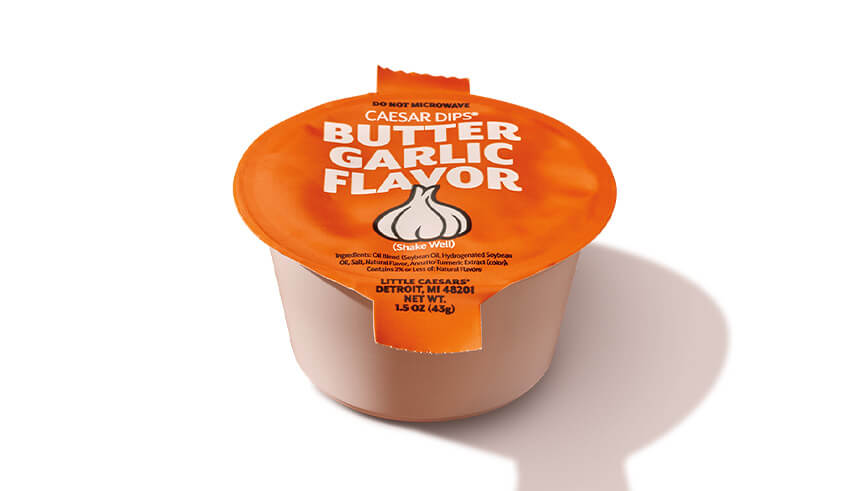 DO NOT MICROWAVE
CAESAR DIPS®
BUTTER
GARLIC
FLAVOR
(Shake Well)
Ingredients: Oil Blend (Soybean Oil, Hydrogenated Soybean
Oil, Salt, Natural Flavor, Annatto-Turmeric Extract (color)).
Contains 2% or Less of: Natural Flavors
LITTLE CAESARS®
DETROIT, MI 48201
NET WT.
1.5 OZ (43g)